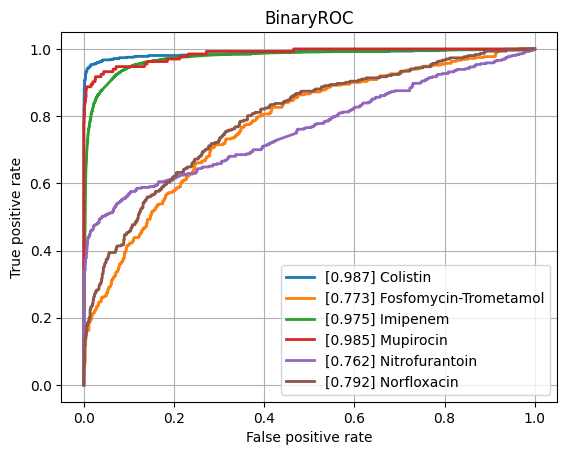 BinaryROC
True positive rate
1.0
0.8
0.6
0.4
0.2
0.0
[0.987] Colistin
[0.773] Fosfomycin-Trometamol
[0.975] Imipenem
[0.985] Mupirocin
[0.762] Nitrofurantoin
[0.792] Norfloxacin
0.0 0.2 0.4 0.6 0.8 1.0
False positive rate